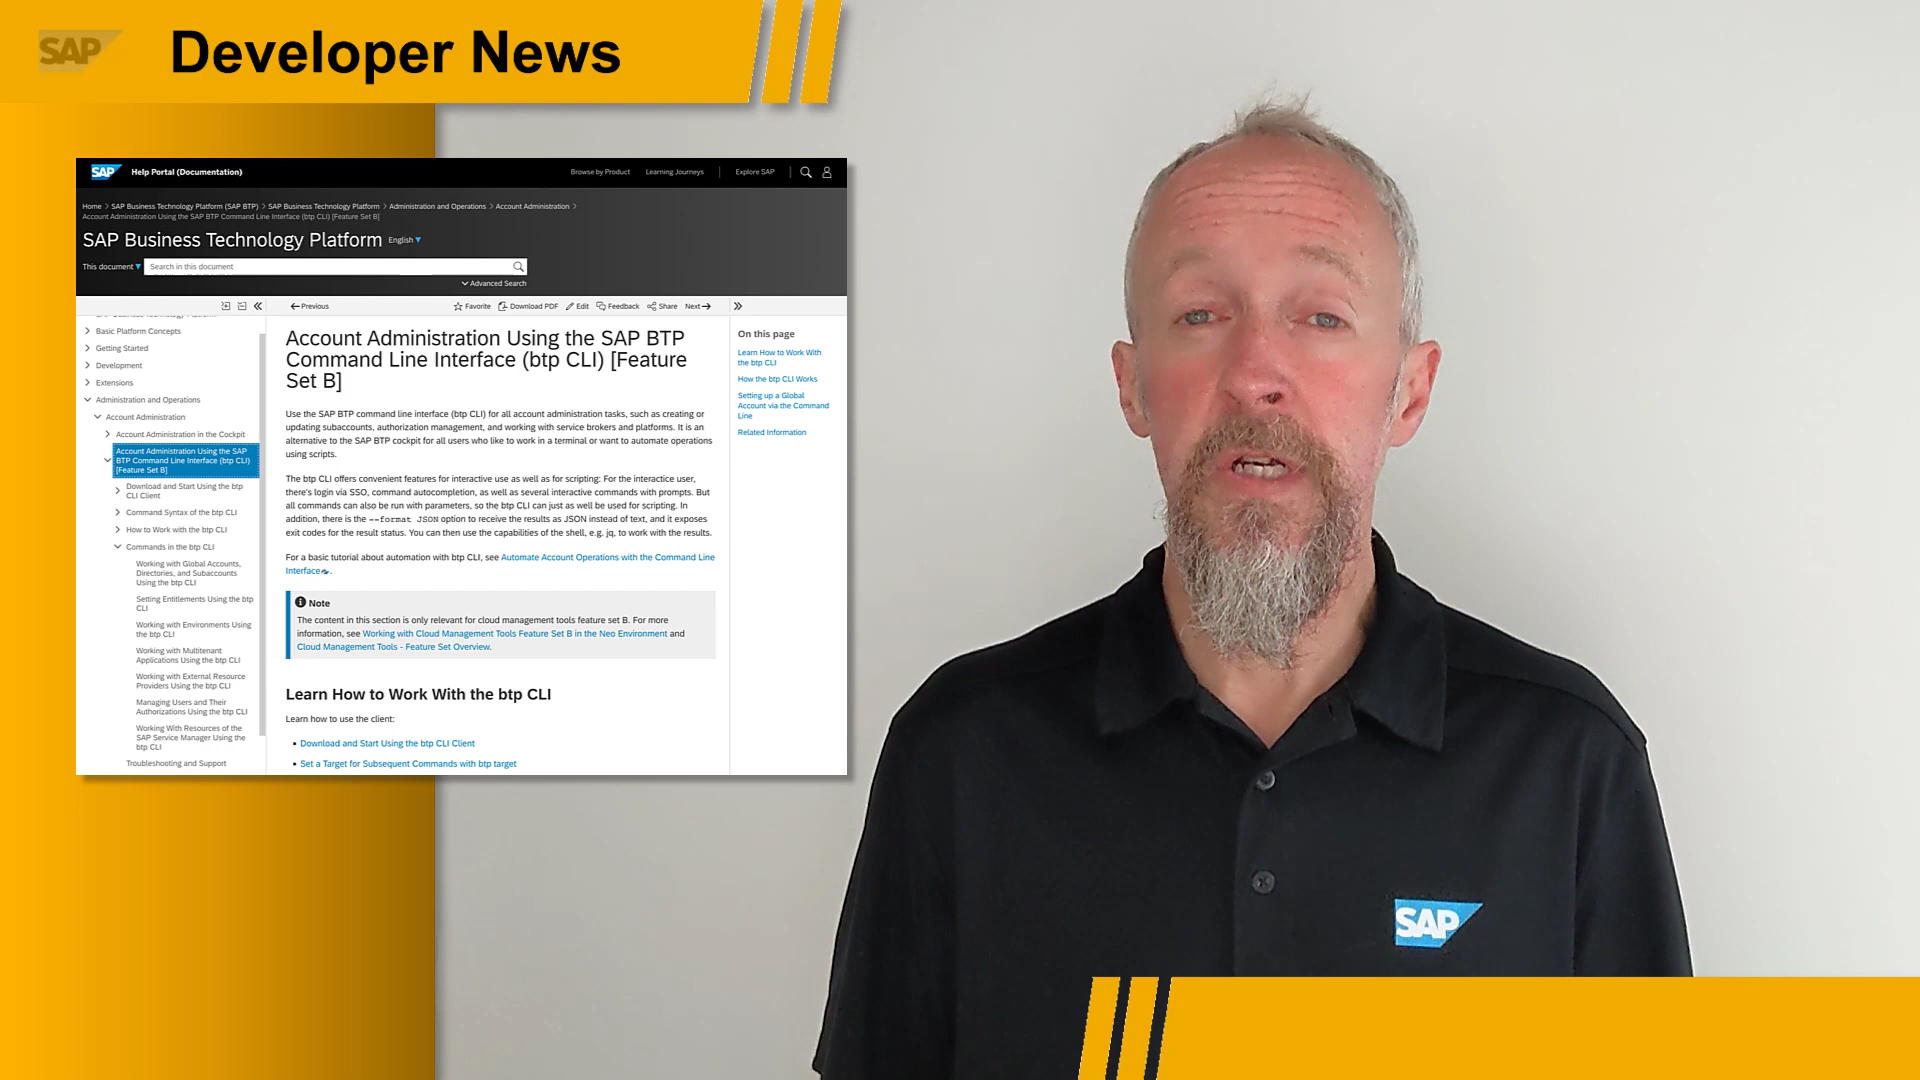 SAP Developer News
SAP Help Portal (Documentation)
Browse by Product Learning Journeys Explore SAP
Home > SAP Business Technology Platform (SAP BTP) > SAP Business Technology Platform > Administration and Operations > Account Administration >
Account Administration Using the SAP BTP Command Line Interface (btp CLI) [Feature Set B]
SAP Business Technology Platform English
This document Search in this document
Advanced Search
Previous Favorite Download PDF Edit Feedback Share Next
Basic Platform Concepts
Getting Started
Development
Extensions
Administration and Operations
Account Administration
Account Administration in the Cockpit
Account Administration Using the SAP
BTP Command Line Interface (btp CLI)
[Feature Set B]
Download and Start Using the btp
CLI Client
Command Syntax of the btp CLI
How to Work with the btp CLI
Commands in the btp CLI
Working with Global Accounts,
Directories, and Subaccounts
Using the btp CLI
Setting Entitlements Using the btp
CLI
Working with Environments Using
the btp CLI
Working with Multitenant
Applications Using the btp CLI
Working with External Resource
Providers Using the btp CLI
Managing Users and Their
Authorizations Using the btp CLI
Working With Resources of the
SAP Service Manager Using the
btp CLI
Troubleshooting and Support
Account Administration Using the SAP BTP
Command Line Interface (btp CLI) [Feature
Set B]
Use the SAP BTP command line interface (btp CLI) for all account administration tasks, such as creating or
updating subaccounts, authorization management, and working with service brokers and platforms. It is an
alternative to the SAP BTP cockpit for all users who like to work in a terminal or want to automate operations
using scripts.
The btp CLI offers convenient features for interactive use as well as for scripting: For the interactice user,
there's login via SSO, command autocompletion, as well as several interactive commands with prompts. But
all commands can also be run with parameters, so the btp CLI can just as well be used for scripting. In
addition, there is the --format JSON option to receive the results as JSON instead of text, and it exposes
exit codes for the result status. You can then use the capabilities of the shell, e.g. jq, to work with the results.
For a basic tutorial about automation with btp CLI, see Automate Account Operations with the Command Line
Interface.
Note
The content in this section is only relevant for cloud management tools feature set B. For more
information, see Working with Cloud Management Tools Feature Set B in the Neo Environment and
Cloud Management Tools - Feature Set Overview.
Learn How to Work With the btp CLI
Learn how to use the client:
▪ Download and Start Using the btp CLI Client
▪ Set a Target for Subsequent Commands with btp target
On this page
Learn How to Work With
the btp CLI
How the btp CLI Works
Setting up a Global
Account via the Command
Line
Related Information
SAP